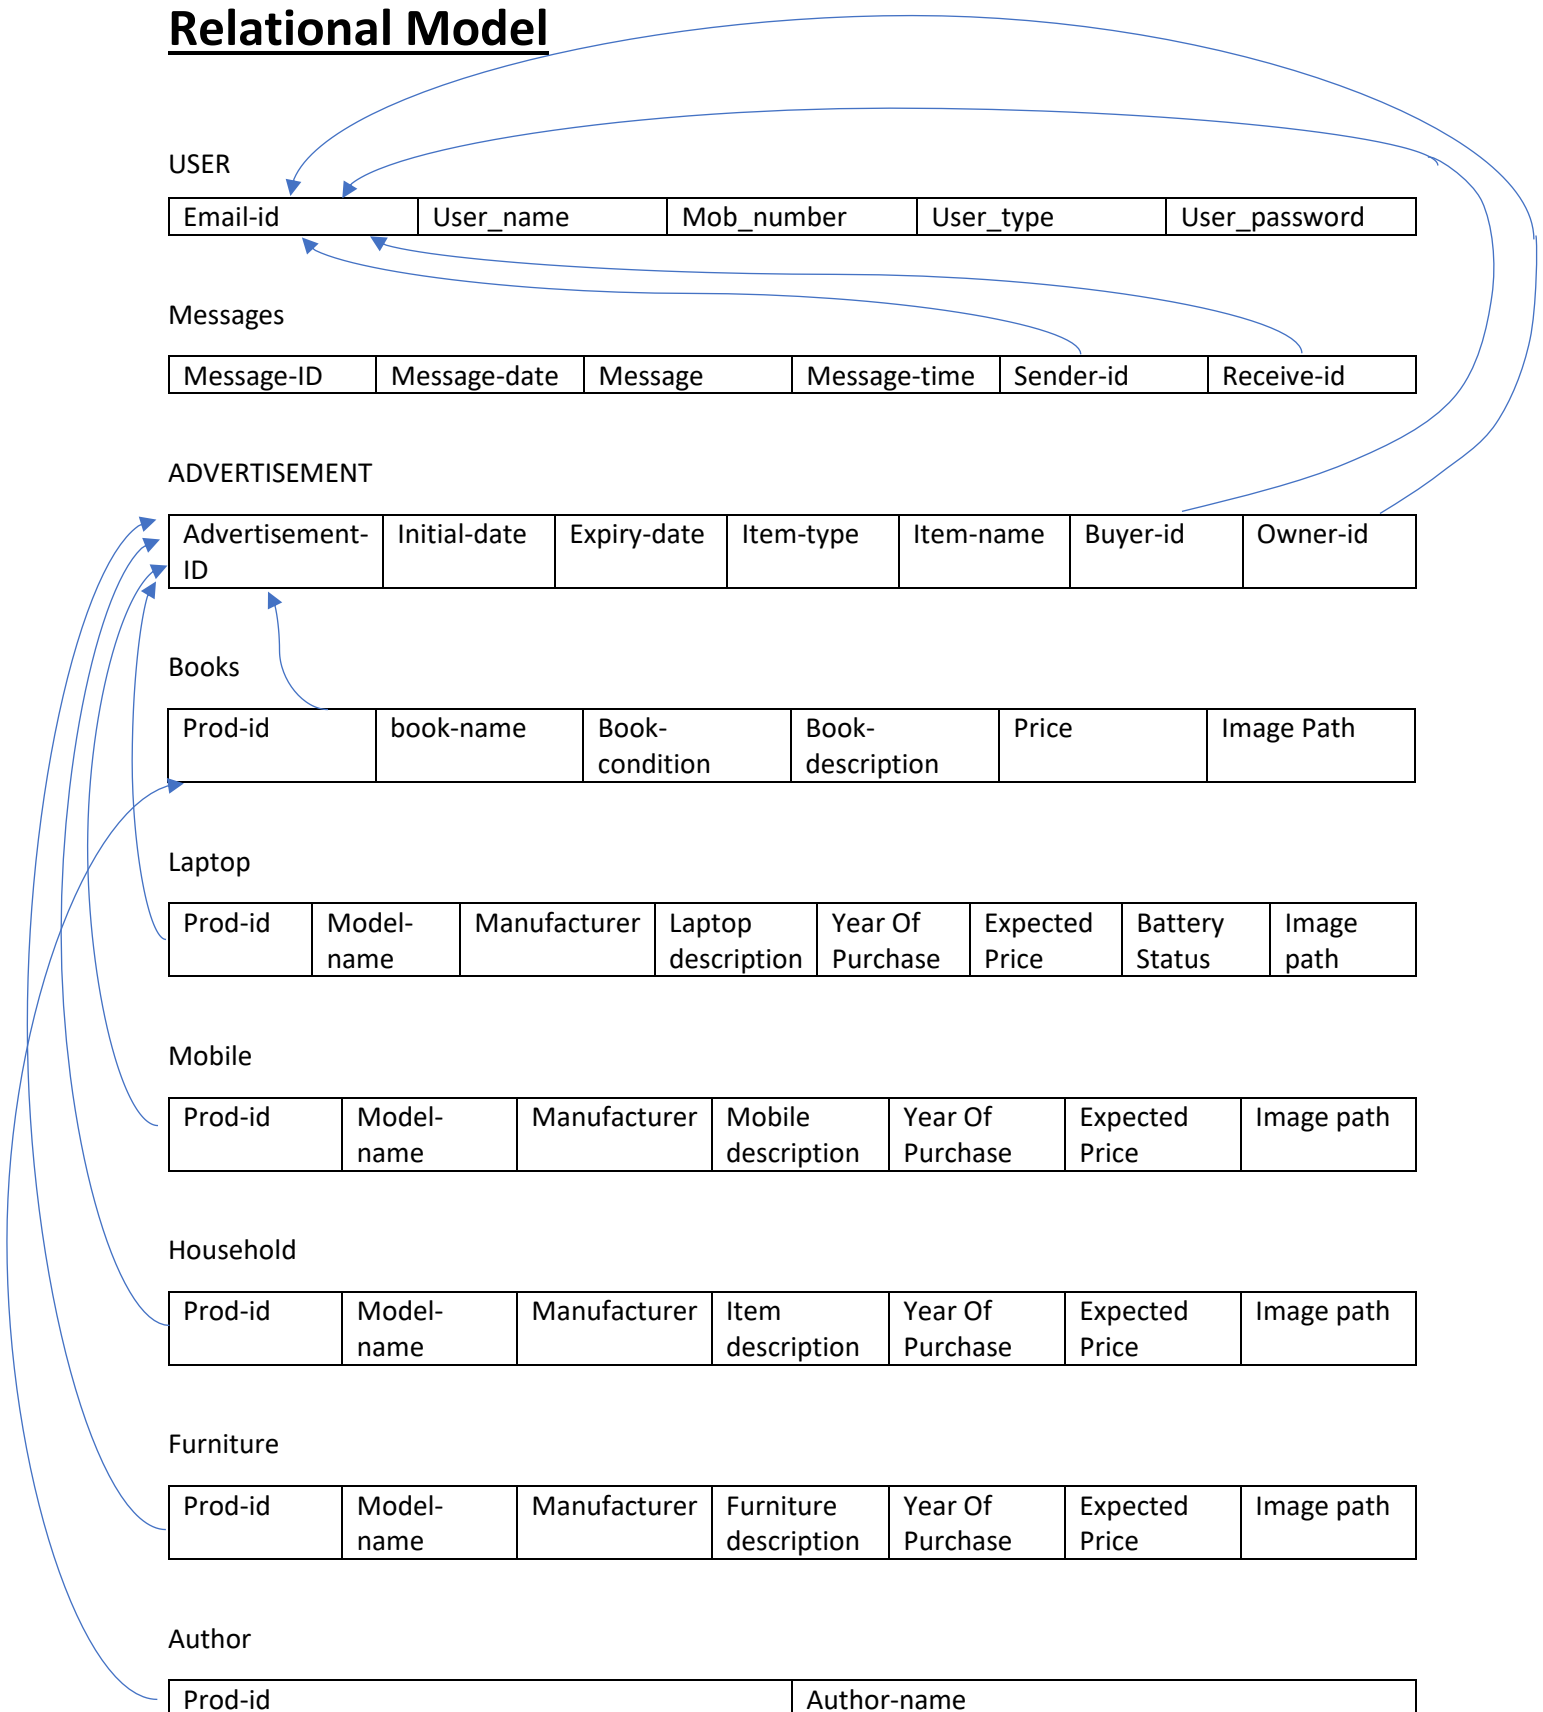 Relational Model
USER
Email-id User_name Mob_number User_type User_password
Messages
Message-ID Message-date Message Message-time Sender-id Receive-id
ADVERTISEMENT
Advertisement- Initial-date Expiry-date Item-type Item-name Buyer-id Owner-id
ID
Books
Prod-id book-name Book- Book- Price Image Path
condition description
Laptop
Prod-id Model- Manufacturer Laptop Year Of Expected Battery Image
name description Purchase Price Status path
Mobile
Prod-id Model- Manufacturer Mobile Year Of Expected Image path
name description Purchase Price
Household
Prod-id Model- Manufacturer Item Year Of Expected Image path
name description Purchase Price
Furniture
Prod-id Model- Manufacturer Furniture Year Of Expected Image path
name description Purchase Price
Author
Prod-id Author-name